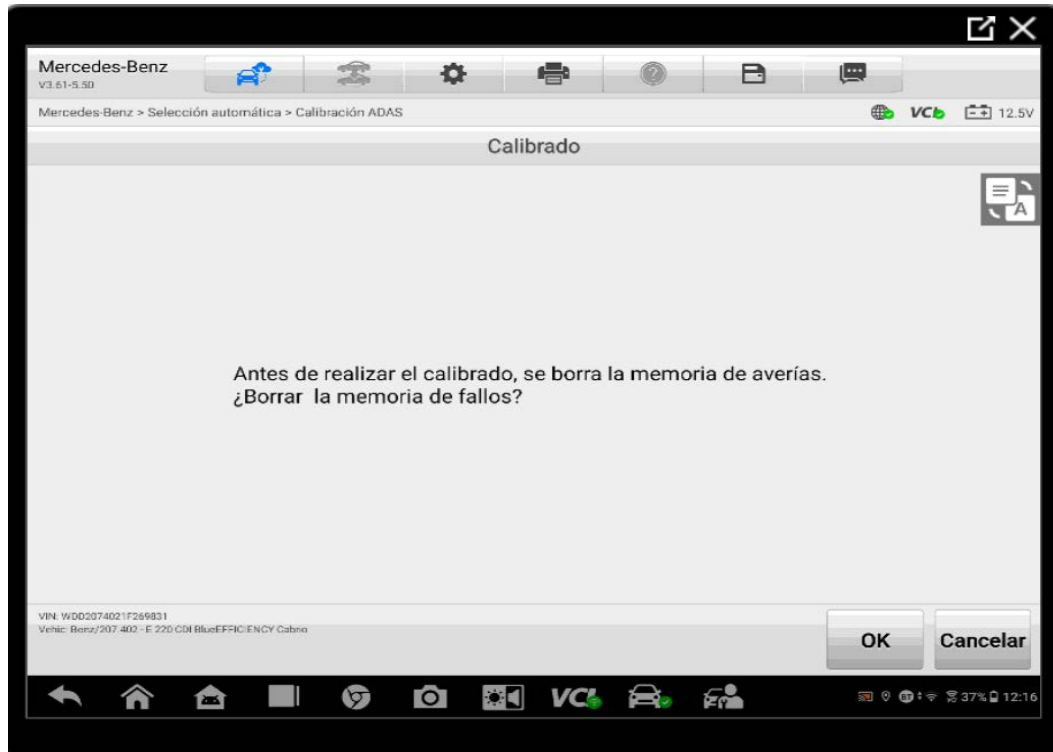 Mercedes-Benz
V3.61-5.50
Mercedes-Benz > Selección automática > Calibración ADAS
VCI
12.5V
Calibrado
A
Antes de realizar el calibrado, se borra la memoria de averías.
¿Borrar la memoria de fallos?
VIN: WDD2074021F269831
Vehic: Benz/207.402 - E 220 CDI BlueEFFICIENCY Cabrio
OK
Cancelar
VCI
37%
12:16